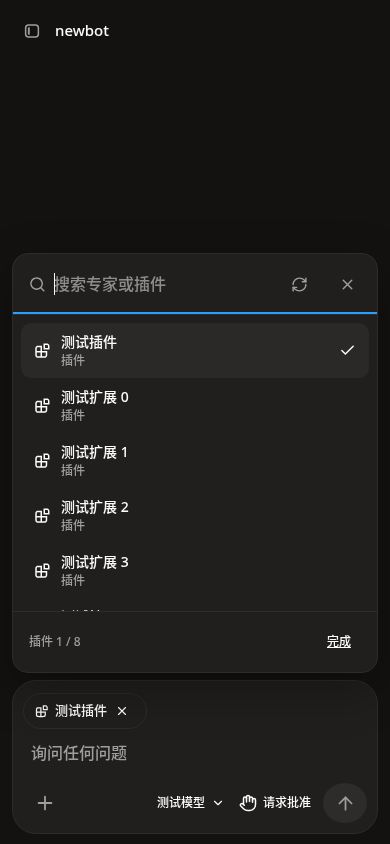 newbot
搜索专家或插件
测试插件
插件
测试扩展 0
插件
测试扩展 1
插件
测试扩展 2
插件
测试扩展 3
插件
插件 1 / 8
完成
测试插件
询问任何问题
测试模型
请求批准